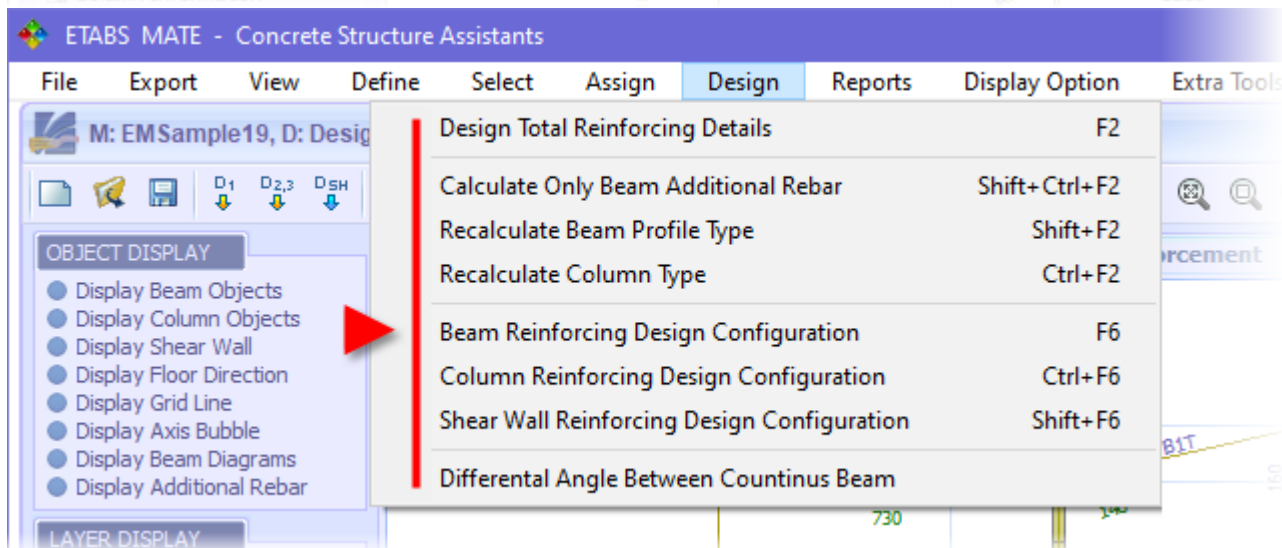 ETABS MATE - Concrete Structure Assistants
File Export View Define Select Assign Design Reports Display Option Extra Tools
M: EMSample19, D: Desig
D1 D2,3 DSH
OBJECT DISPLAY
Display Beam Objects
Display Column Objects
Display Shear Wall
Display Floor Direction
Display Grid Line
Display Axis Bubble
Display Beam Diagrams
Display Additional Rebar
LAYER DISPLAY
Design Total Reinforcing Details F2
Calculate Only Beam Additional Rebar Shift+Ctrl+F2
Recalculate Beam Profile Type Shift+F2
Recalculate Column Type Ctrl+F2
Beam Reinforcing Design Configuration F6
Column Reinforcing Design Configuration Ctrl+F6
Shear Wall Reinforcing Design Configuration Shift+F6
Differental Angle Between Countinus Beam
orcement
B1T
160
730